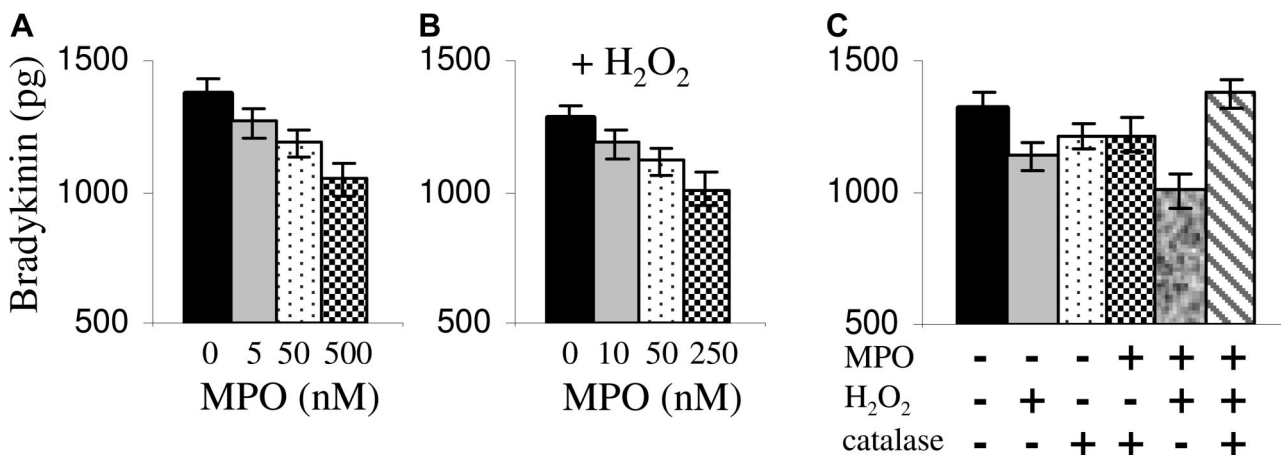 A
B
C
Bradykinin (pg)
1500
1000
500
0 5 50 500
MPO (nM)
1500
1000
500
+ H₂O₂
0 10 50 250
MPO (nM)
1500
1000
500
MPO - - - + + +
H₂O₂ - + - - + +
catalase - - + + - +